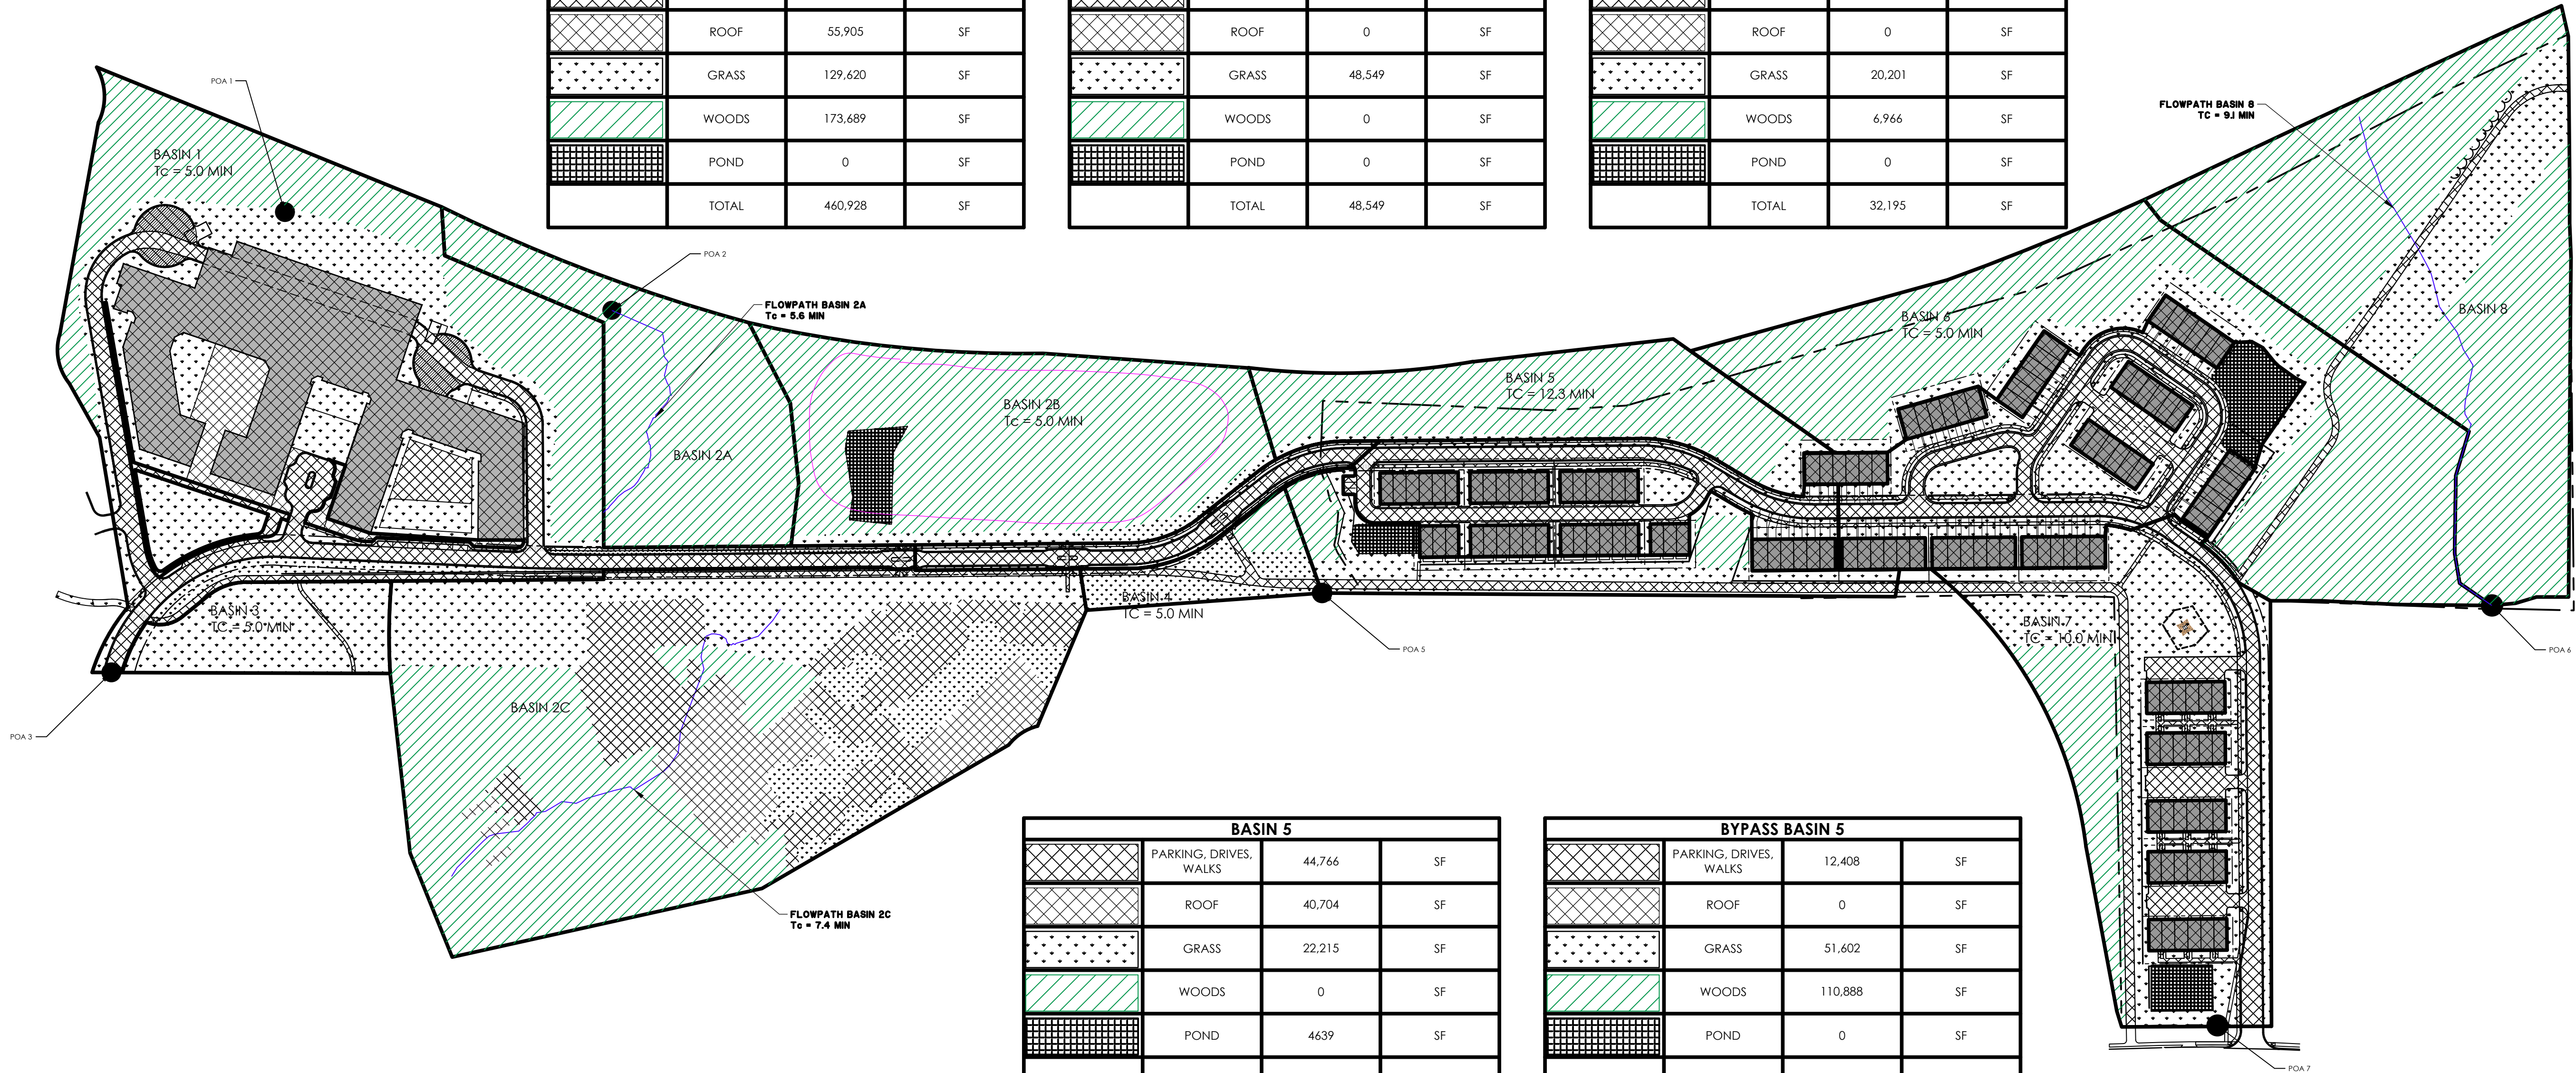 ROOF 55,905 SF
GRASS 129,620 SF
WOODS 173,689 SF
POND 0 SF
TOTAL 460,928 SF
ROOF 0 SF
GRASS 48,549 SF
WOODS 0 SF
POND 0 SF
TOTAL 48,549 SF
ROOF 0 SF
GRASS 20,201 SF
WOODS 6,966 SF
POND 0 SF
TOTAL 32,195 SF
POA 1
BASIN 1
Tc = 5.0 MIN
POA 2
FLOWPATH BASIN 2A
Tc = 5.6 MIN
BASIN 2A
BASIN 2B
Tc = 5.0 MIN
BASIN 5
TC = 12.3 MIN
BASIN 6
TC = 5.0 MIN
FLOWPATH BASIN 8
TC = 9.1 MIN
BASIN 8
BASIN 3
TC = 5.0 MIN
POA 3
BASIN 2C
FLOWPATH BASIN 2C
Tc = 7.4 MIN
BASIN 4
TC = 5.0 MIN
POA 5
BASIN 7
TC = 10.0 MIN
POA 6
POA 7
BASIN 5
PARKING, DRIVES,
WALKS 44,766 SF
ROOF 40,704 SF
GRASS 22,215 SF
WOODS 0 SF
POND 4639 SF
BYPASS BASIN 5
PARKING, DRIVES,
WALKS 12,408 SF
ROOF 0 SF
GRASS 51,602 SF
WOODS 110,888 SF
POND 0 SF